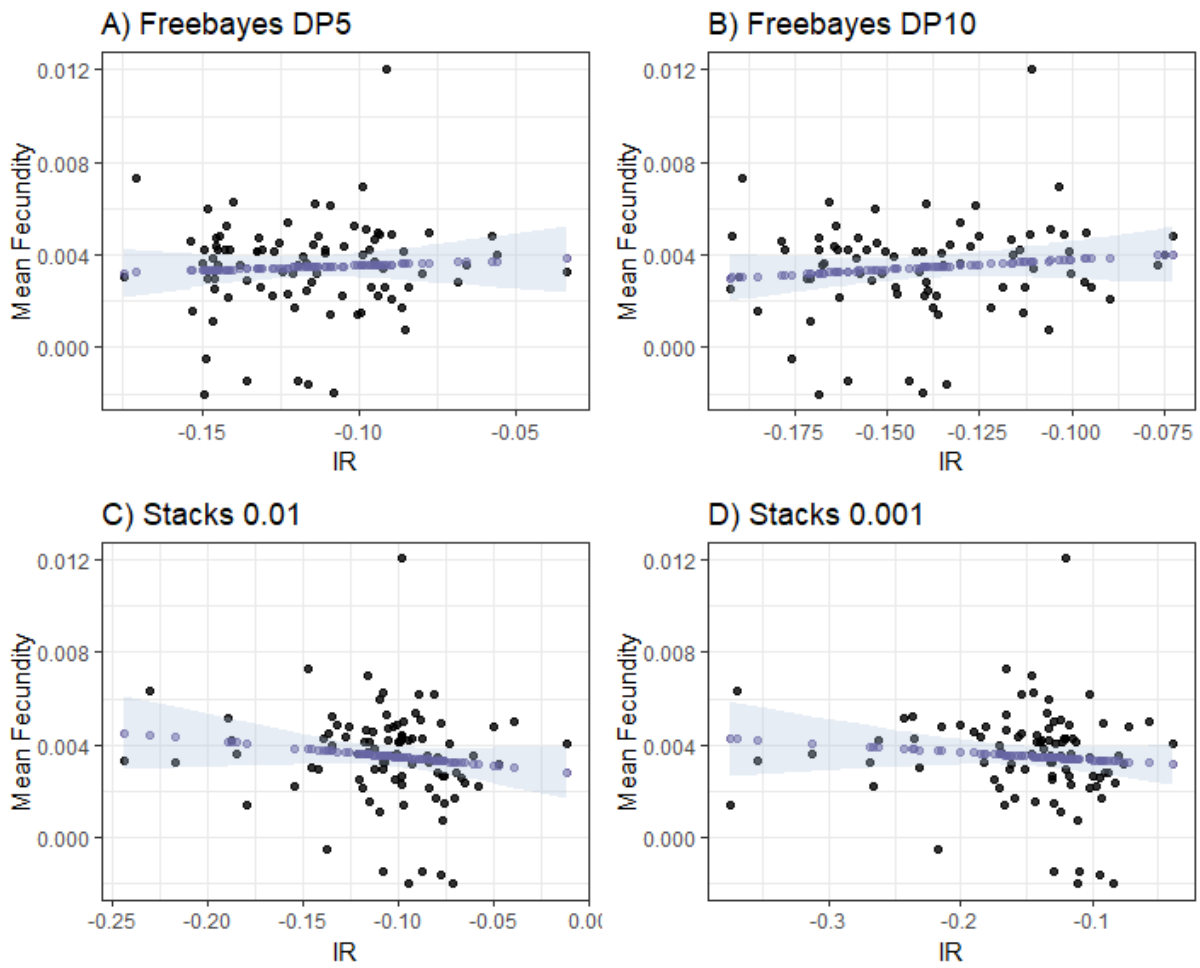 A) Freebayes DP5
Mean Fecundity
0.012
0.008
0.004
0.000
-0.15 -0.10 -0.05
IR
B) Freebayes DP10
Mean Fecundity
0.012
0.008
0.004
0.000
-0.175 -0.150 -0.125 -0.100 -0.075
IR
C) Stacks 0.01
Mean Fecundity
0.012
0.008
0.004
0.000
-0.25 -0.20 -0.15 -0.10 -0.05 0.0
IR
D) Stacks 0.001
Mean Fecundity
0.012
0.008
0.004
0.000
-0.3 -0.2 -0.1
IR